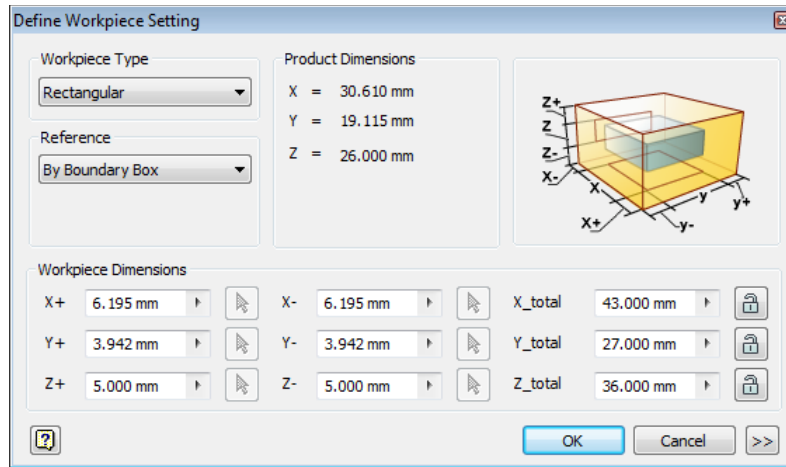 Define Workpiece Setting
Workpiece Type
Rectangular
Reference
By Boundary Box
Product Dimensions
X = 30.610 mm
Y = 19.115 mm
Z = 26.000 mm
Z+
Z
Z-
X-
X
X+
y-
y
y+
Workpiece Dimensions
X+ 6.195 mm X- 6.195 mm X_total 43.000 mm
Y+ 3.942 mm Y- 3.942 mm Y_total 27.000 mm
Z+ 5.000 mm Z- 5.000 mm Z_total 36.000 mm
? OK Cancel >>